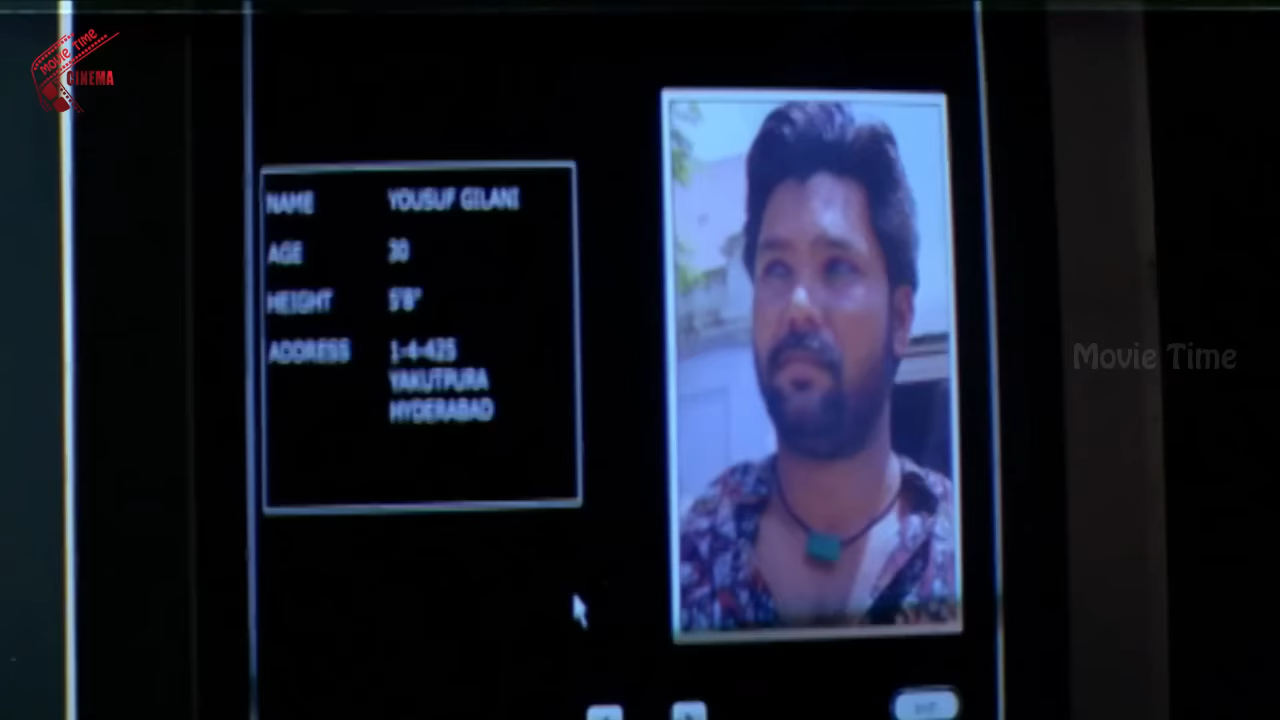 MOVIE TIME
CINEMA
NAME YOUSUF GILANI
AGE 30
HEIGHT 5'8"
ADDRESS 1-4-425
YAKUTPURA
HYDERABAD
Movie Time